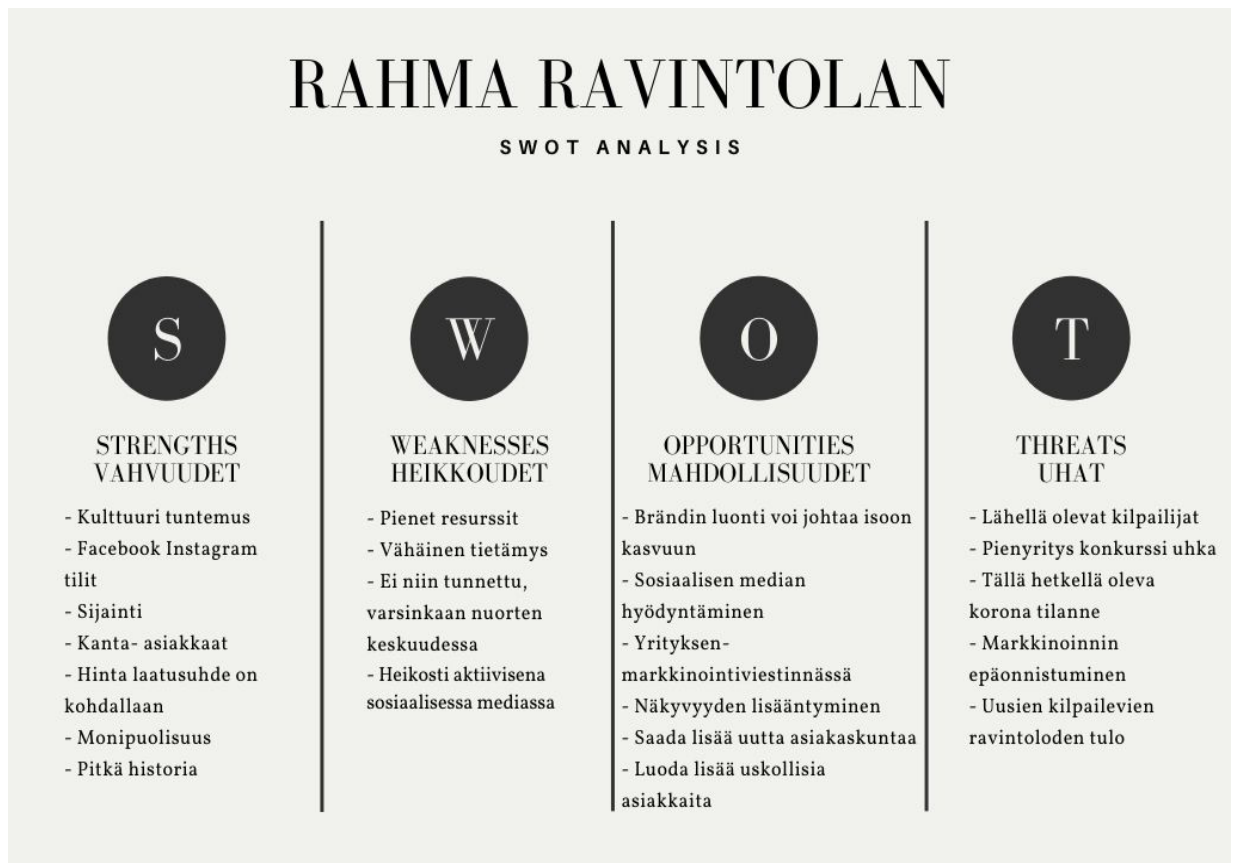 RAHMA RAVINTOLAN
SWOT ANALYSIS
S
STRENGTHS
VAHVUUDET
- Kulttuuri tuntemus
- Facebook Instagram
tilit
- Sijainti
- Kanta- asiakkaat
- Hinta laatusuhde on
kohdallaan
- Monipuolisuus
- Pitkä historia
W
WEAKNESSES
HEIKKOUDET
- Pienet resurssit
- Vähäinen tietämys
- Ei niin tunnettu,
varsinkaan nuorten
keskuudessa
- Heikosti aktiivisena
sosiaalisessa mediassa
O
OPPORTUNITIES
MAHDOLLISUUDET
- Brändin luonti voi johtaa isoon
kasvuun
- Sosiaalisen median
hyödyntäminen
- Yrityksen-
markkinointiviestinnässä
- Näkyvyyden lisääntyminen
- Saada lisää uutta asiakaskuntaa
- Luoda lisää uskollisia
asiakkaita
T
THREATS
UHAT
- Lähellä olevat kilpailijat
- Pienyritys konkurssi uhka
- Tällä hetkellä oleva
korona tilanne
- Markkinoinnin
epäonnistuminen
- Uusien kilpailevien
ravintoloden tulo